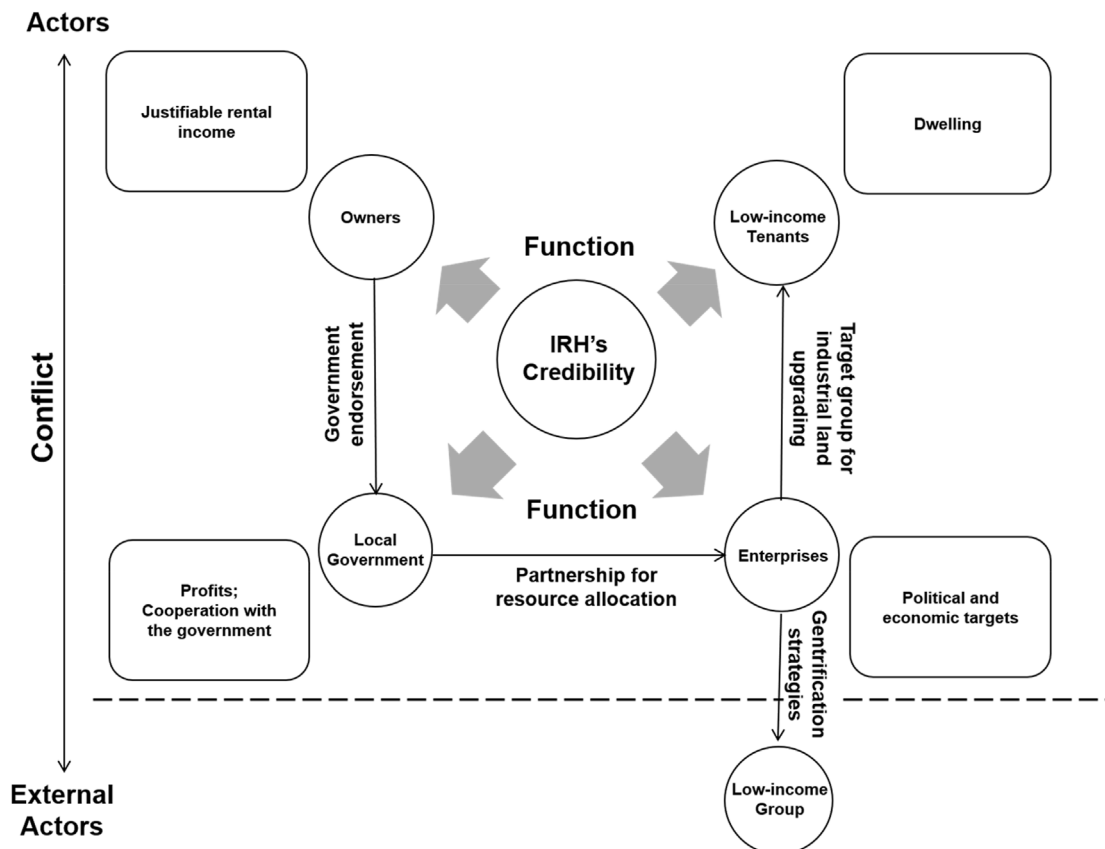 Actors
Justifiable rental
income
Dwelling
Owners
Low-income
Tenants
Function
IRH's
Credibility
Government
endorsement
Target group for
industrial land
upgrading
Conflict
Function
Local
Government
Enterprises
Partnership for
resource allocation
Profits;
Cooperation with
the government
Political and
economic targets
Gentrification
strategies
External
Actors
Low-income
Group